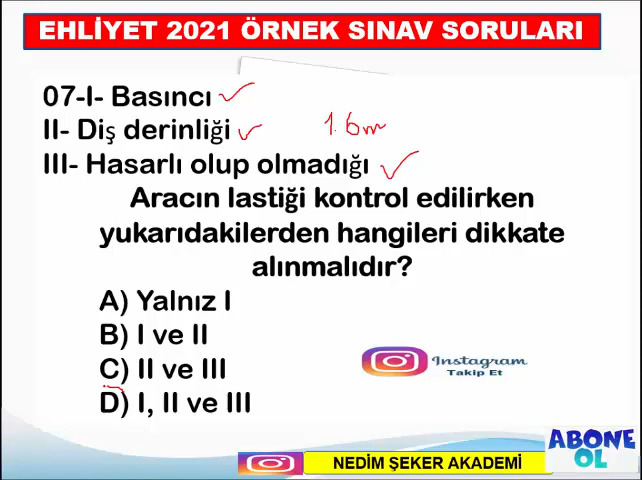 EHLİYET 2021 ÖRNEK SINAV SORULARI
07-I- Basıncı
II- Diş derinliği 1.6m
III- Hasarlı olup olmadığı
Aracın lastiği kontrol edilirken
yukarıdakilerden hangileri dikkate
alınmalıdır?
A) Yalnız I
B) I ve II
C) II ve III
D) I, II ve III
Instagram
Takip Et
NEDİM ŞEKER AKADEMİ
ABONE
OL